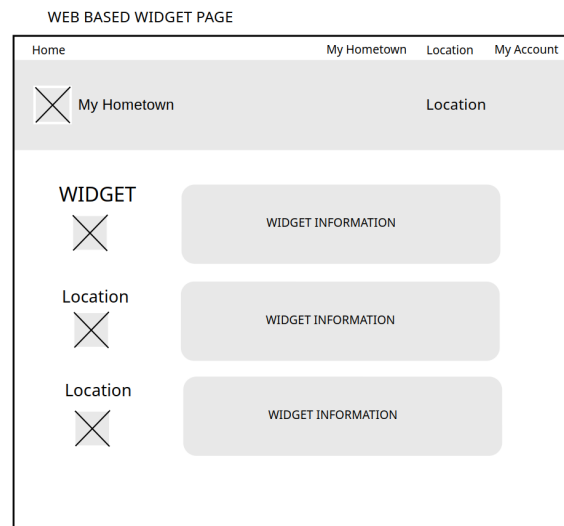 WEB BASED WIDGET PAGE
Home My Hometown Location My Account
My Hometown Location
WIDGET
WIDGET INFORMATION
Location
WIDGET INFORMATION
Location
WIDGET INFORMATION